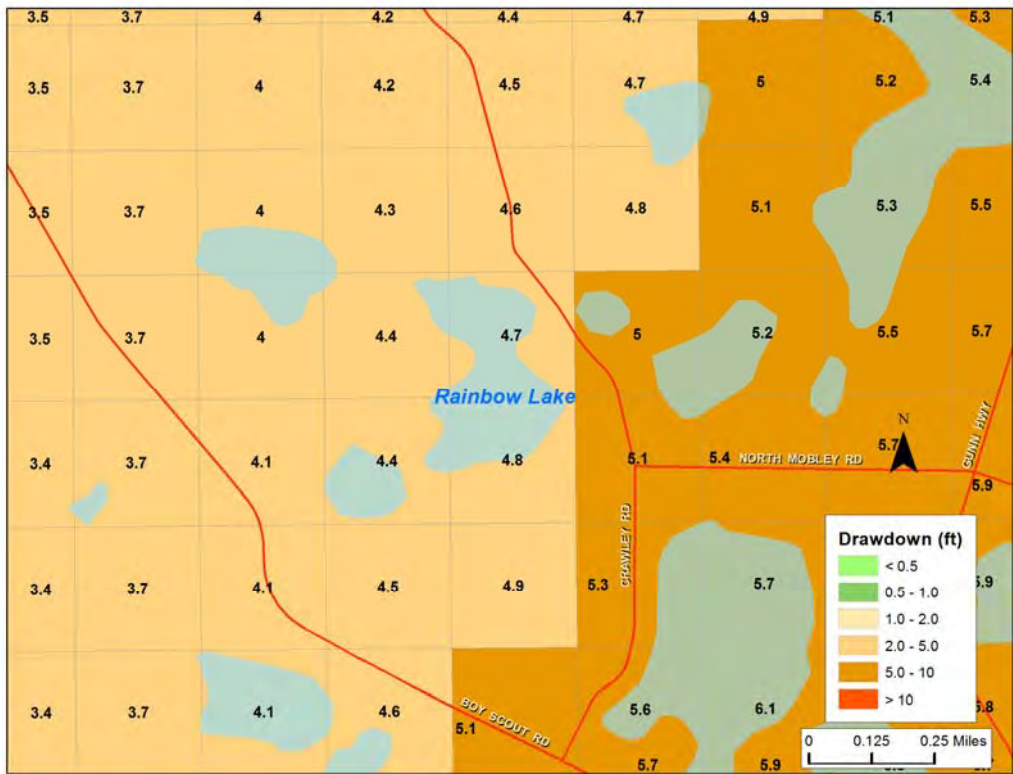 3.5 3.7 4 4.2 4.4 4.7 4.9 5.1 5.3
3.5 3.7 4 4.2 4.5 4.7 5 5.2 5.4
3.5 3.7 4 4.3 4.6 4.8 5.1 5.3 5.5
3.5 3.7 4 4.4 4.7 5 5.2 5.5 5.7
Rainbow Lake
N
3.4 3.7 4.1 4.4 4.8 5.1 5.4 5.7
NORTH MOBLEY RD
GUNN HWY
5.9
CRAWLEY RD
3.4 3.7 4.1 4.5 4.9 5.3 5.7 5.9
3.4 3.7 4.1 4.6 5.1 5.6 6.1
BOY SCOUT RD
5.7 5.9
Drawdown (ft)
< 0.5
0.5 - 1.0
1.0 - 2.0
2.0 - 5.0
5.0 - 10
> 10
0 0.125 0.25 Miles